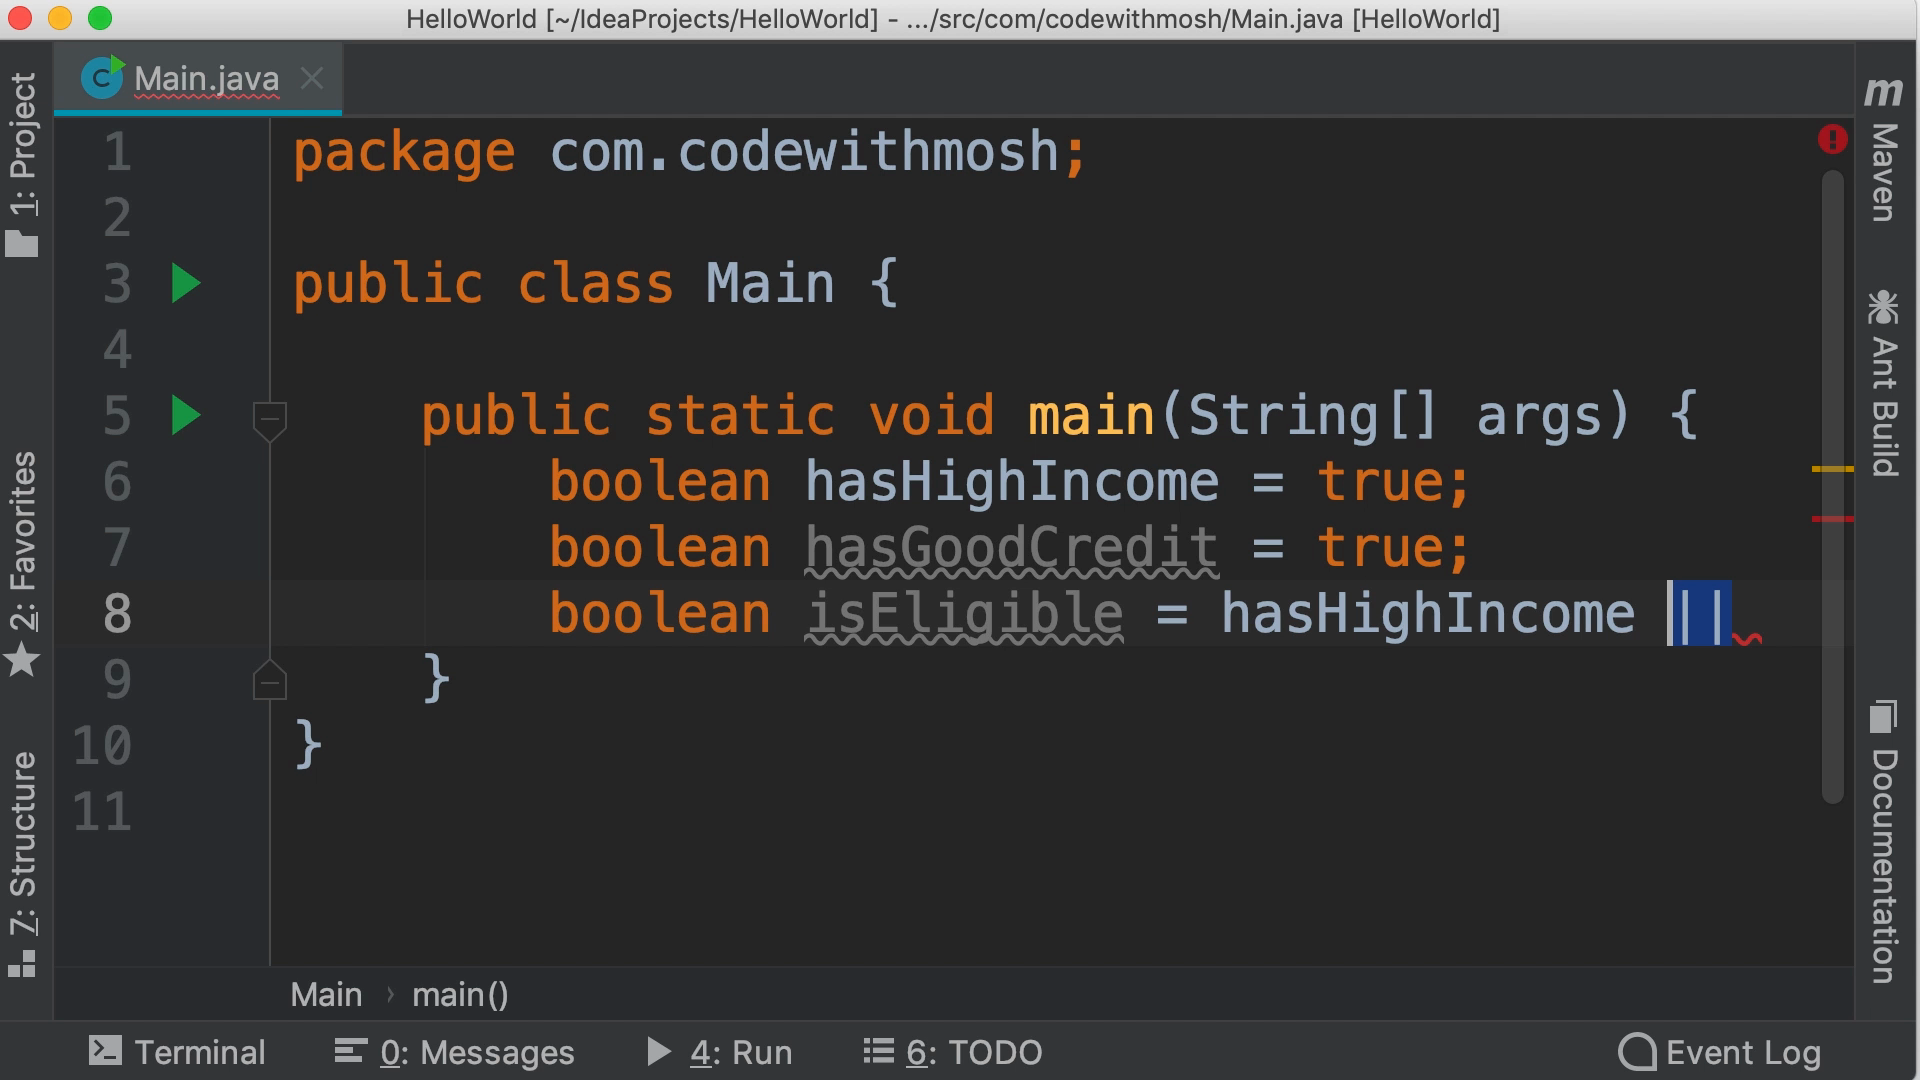 HelloWorld [~/IdeaProjects/HelloWorld] - .../src/com/codewithmosh/Main.java [HelloWorld]
1: Project
2: Favorites
7: Structure
C Main.java
1 package com.codewithmosh;
2
3 public class Main {
4
5 public static void main(String[] args) {
6 boolean hasHighIncome = true;
7 boolean hasGoodCredit = true;
8 boolean isEligible = hasHighIncome ||
9 }
10 }
11
m Maven
Ant Build
Documentation
Main › main()
Terminal
0: Messages
4: Run
6: TODO
Event Log